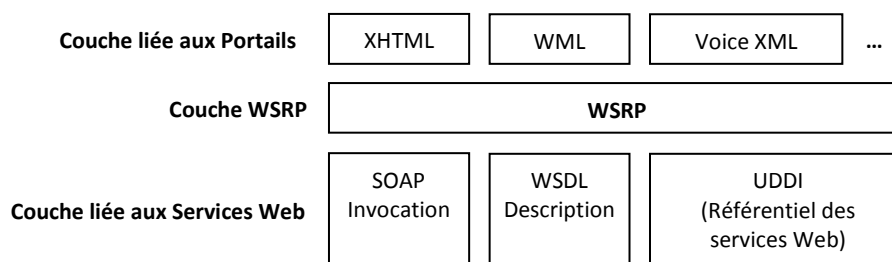 Couche liée aux Portails XHTML WML Voice XML ...
Couche WSRP WSRP
SOAP WSDL UDDI
Couche liée aux Services Web Invocation Description (Référentiel des
services Web)